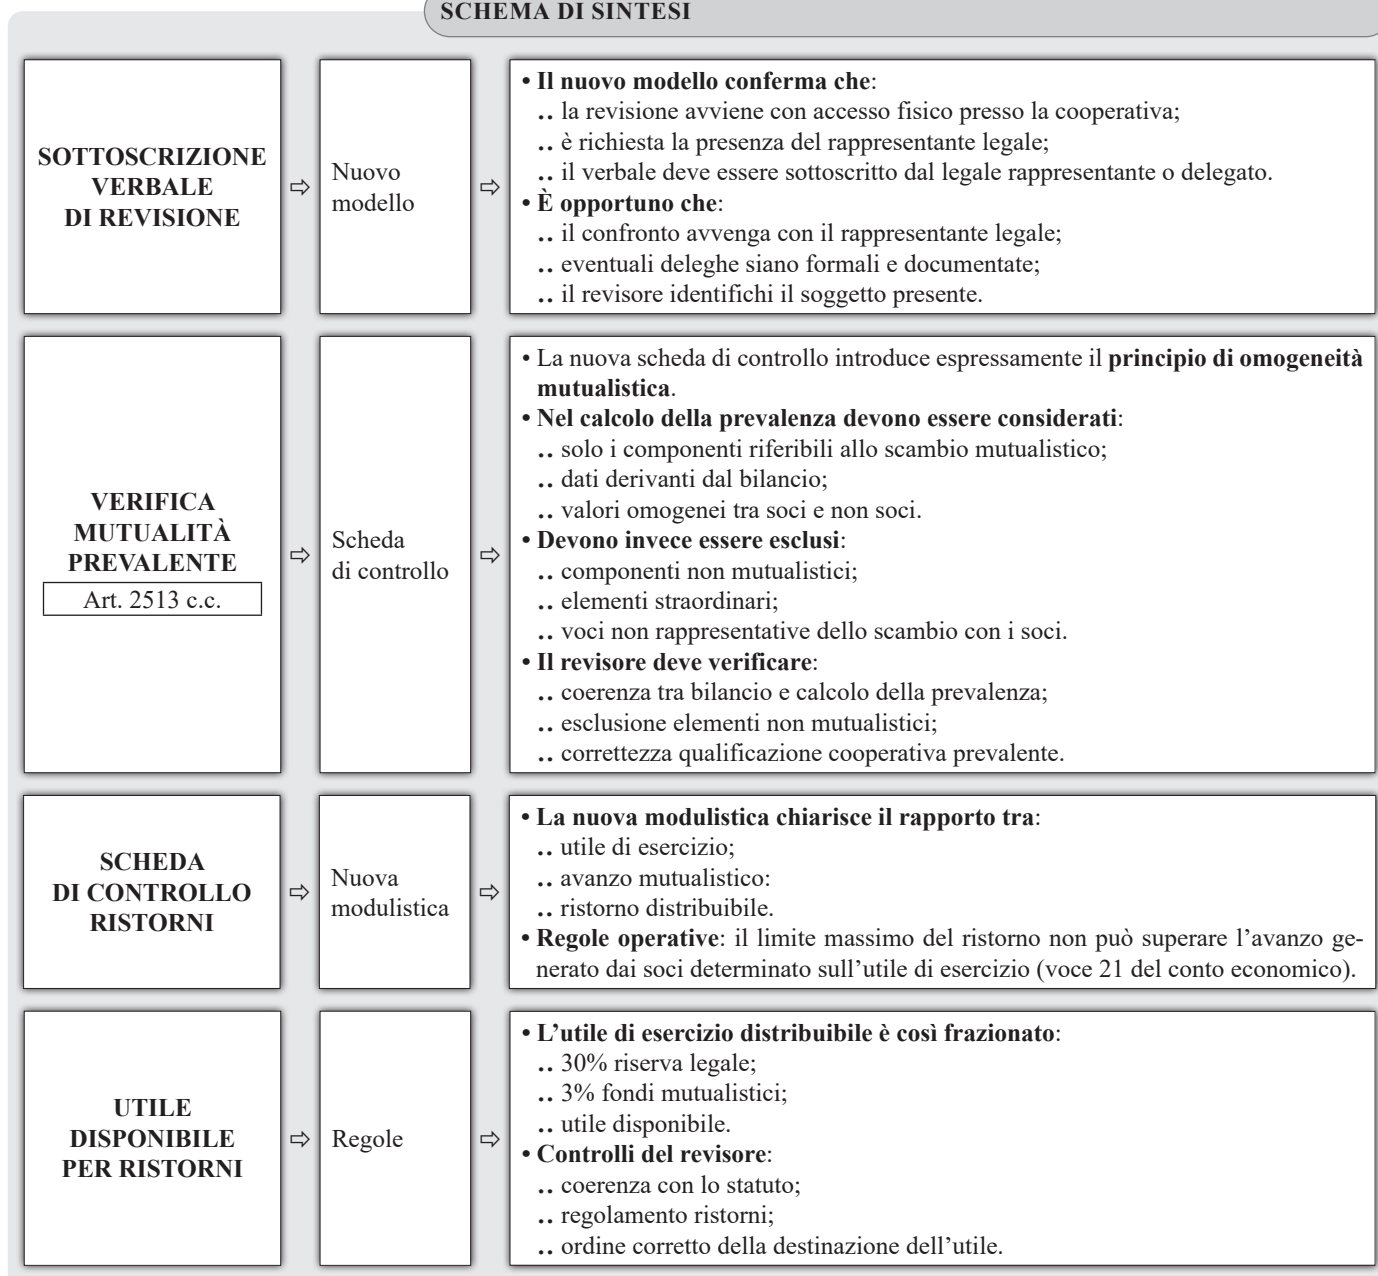 SCHEMA DI SINTESI
SOTTOSCRIZIONE
VERBALE
DI REVISIONE
⇨
Nuovo
modello
⇨
• Il nuovo modello conferma che:
.. la revisione avviene con accesso fisico presso la cooperativa;
.. è richiesta la presenza del rappresentante legale;
.. il verbale deve essere sottoscritto dal legale rappresentante o delegato.
• È opportuno che:
.. il confronto avvenga con il rappresentante legale;
.. eventuali deleghe siano formali e documentate;
.. il revisore identifichi il soggetto presente.
VERIFICA
MUTUALITÀ
PREVALENTE
Art. 2513 c.c.
⇨
Scheda
di controllo
⇨
• La nuova scheda di controllo introduce espressamente il principio di omogeneità
mutualistica.
• Nel calcolo della prevalenza devono essere considerati:
.. solo i componenti riferibili allo scambio mutualistico;
.. dati derivanti dal bilancio;
.. valori omogenei tra soci e non soci.
• Devono invece essere esclusi:
.. componenti non mutualistici;
.. elementi straordinari;
.. voci non rappresentative dello scambio con i soci.
• Il revisore deve verificare:
.. coerenza tra bilancio e calcolo della prevalenza;
.. esclusione elementi non mutualistici;
.. correttezza qualificazione cooperativa prevalente.
SCHEDA
DI CONTROLLO
RISTORNI
⇨
Nuova
modulistica
⇨
• La nuova modulistica chiarisce il rapporto tra:
.. utile di esercizio;
.. avanzo mutualistico:
.. ristorno distribuibile.
• Regole operative: il limite massimo del ristorno non può superare l’avanzo ge-
nerato dai soci determinato sull’utile di esercizio (voce 21 del conto economico).
UTILE
DISPONIBILE
PER RISTORNI
⇨
Regole
⇨
• L’utile di esercizio distribuibile è così frazionato:
.. 30% riserva legale;
.. 3% fondi mutualistici;
.. utile disponibile.
• Controlli del revisore:
.. coerenza con lo statuto;
.. regolamento ristorni;
.. ordine corretto della destinazione dell’utile.